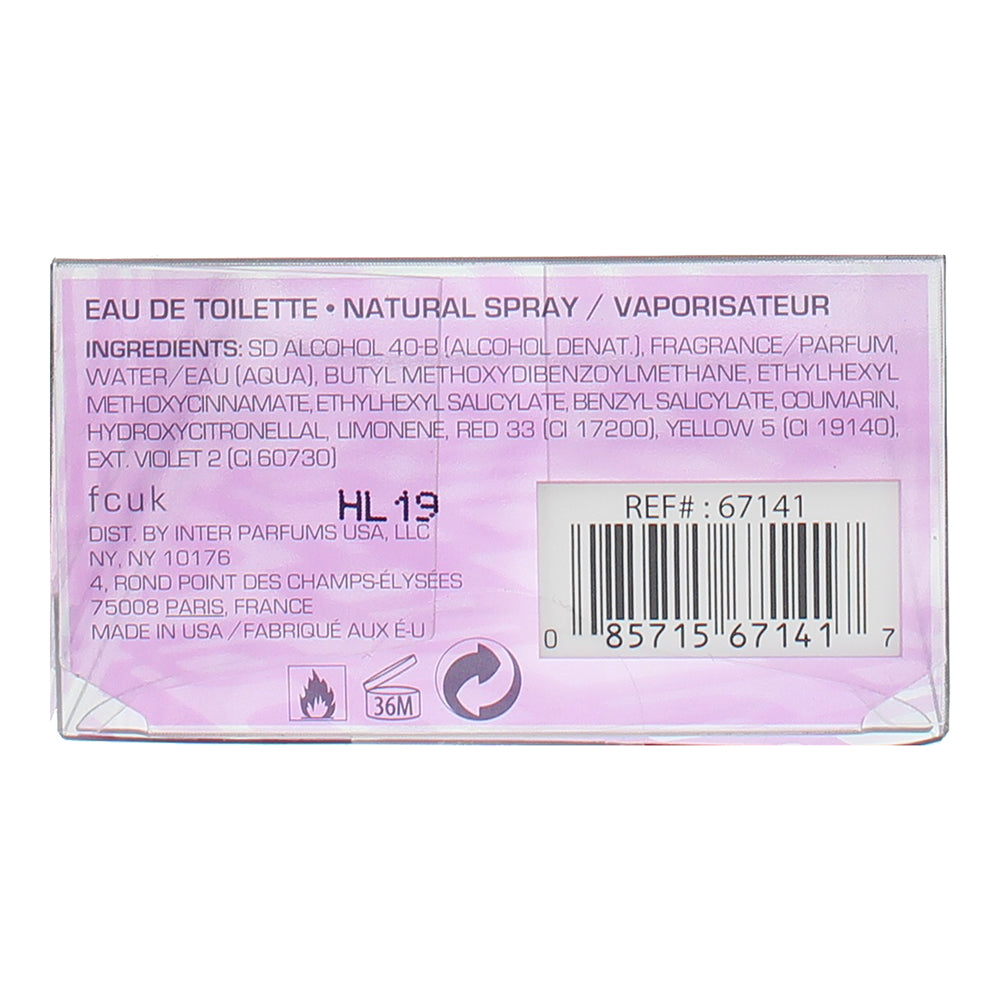 EAU DE TOILETTE • NATURAL SPRAY / VAPORISATEUR
INGREDIENTS: SD ALCOHOL 40-B (ALCOHOL DENAT.), FRAGRANCE/PARFUM,
WATER/EAU (AQUA), BUTYL METHOXYDIBENZOYLMETHANE, ETHYLHEXYL
METHOXYCINNAMATE, ETHYLHEXYL SALICYLATE, BENZYL SALICYLATE, COUMARIN,
HYDROXYCITRONELLAL, LIMONENE, RED 33 (CI 17200), YELLOW 5 (CI 19140),
EXT. VIOLET 2 (CI 60730)
fcuk
HL 19
DIST. BY INTER PARFUMS USA, LLC
NY, NY 10176
4, ROND POINT DES CHAMPS-ÉLYSÉES
75008 PARIS, FRANCE
MADE IN USA / FABRIQUÉ AUX É-U
36M
REF# : 67141
0 85715 67141 7